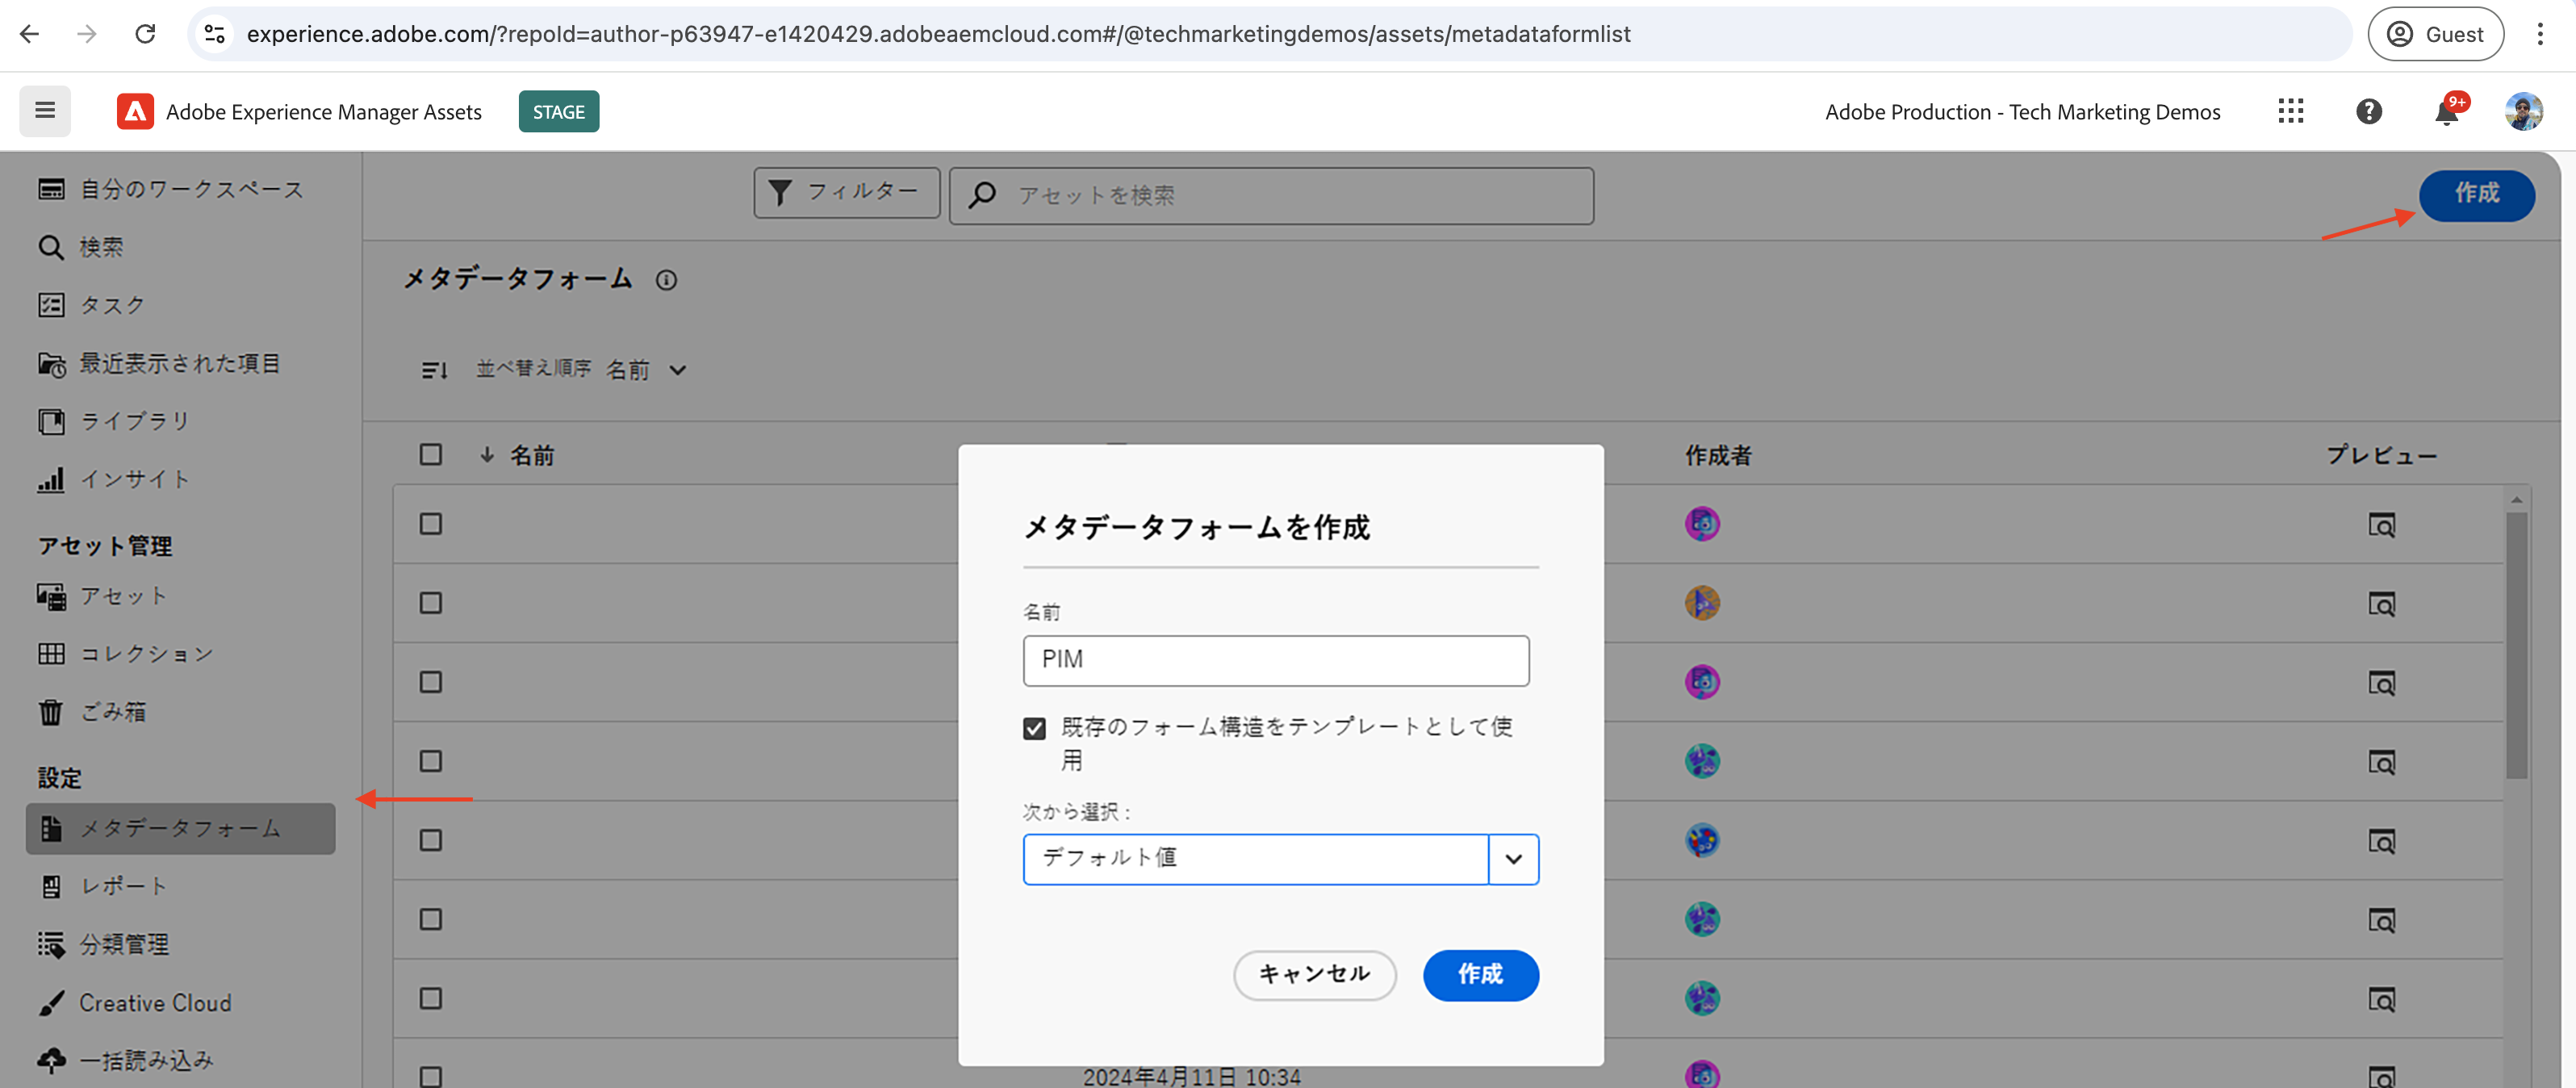 experience.adobe.com/?repoId=author-p63947-e1420429.adobeaemcloud.com#/@techmarketingdemos/assets/metadataformlist
Guest
Adobe Experience Manager Assets
STAGE
Adobe Production - Tech Marketing Demos
9+
自分のワークスペース
検索
タスク
最近表示された項目
ライブラリ
インサイト
アセット管理
アセット
コレクション
ごみ箱
設定
メタデータフォーム
レポート
分類管理
Creative Cloud
一括読み込み
フィルター
アセットを検索
作成
メタデータフォーム
並べ替え順序 名前
名前
作成者
プレビュー
メタデータフォームを作成
名前
PIM
既存のフォーム構造をテンプレートとして使
用
次から選択：
デフォルト値
キャンセル
作成
2024年4月11日 10:34